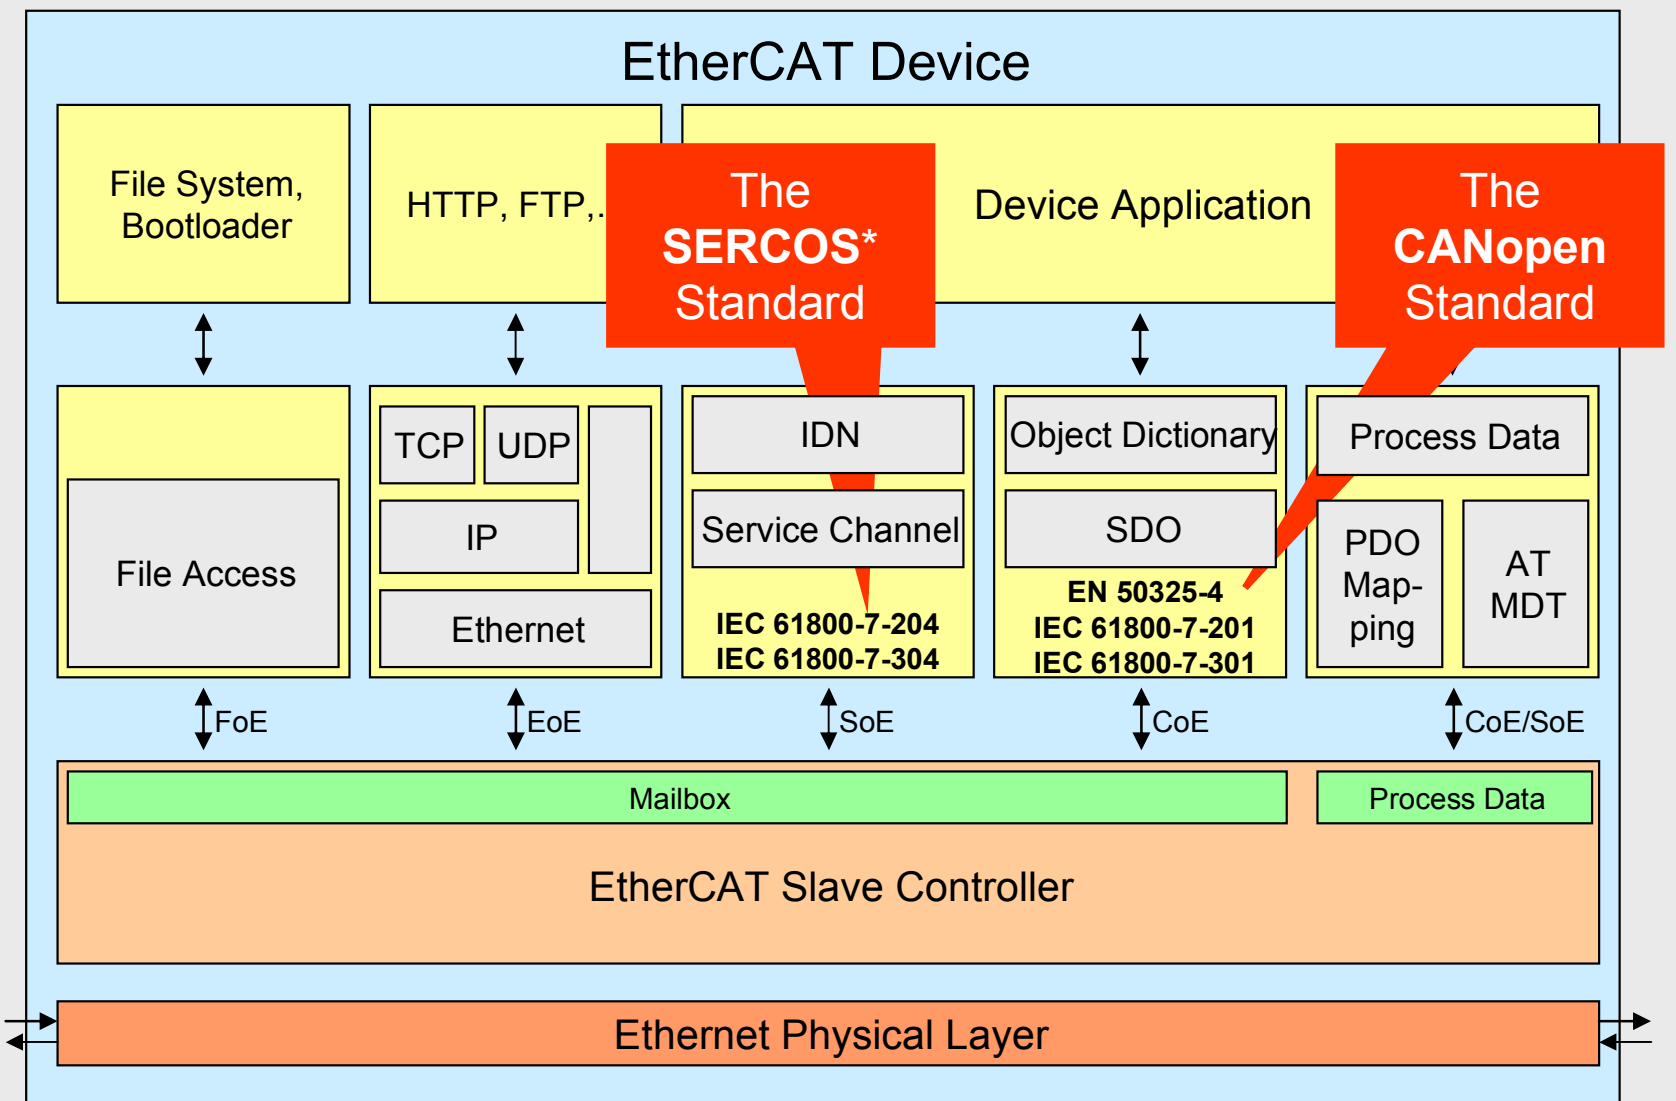 EtherCAT Device
File System,
Bootloader
HTTP, FTP,.
The
SERCOS*
Standard
Device Application
The
CANopen
Standard
File Access
TCP
UDP
IP
Ethernet
IDN
Service Channel
IEC 61800-7-204
IEC 61800-7-304
Object Dictionary
SDO
EN 50325-4
IEC 61800-7-201
IEC 61800-7-301
Process Data
PDO
Map-
ping
AT
MDT
FoE
EoE
SoE
CoE
CoE/SoE
Mailbox
Process Data
EtherCAT Slave Controller
Ethernet Physical Layer